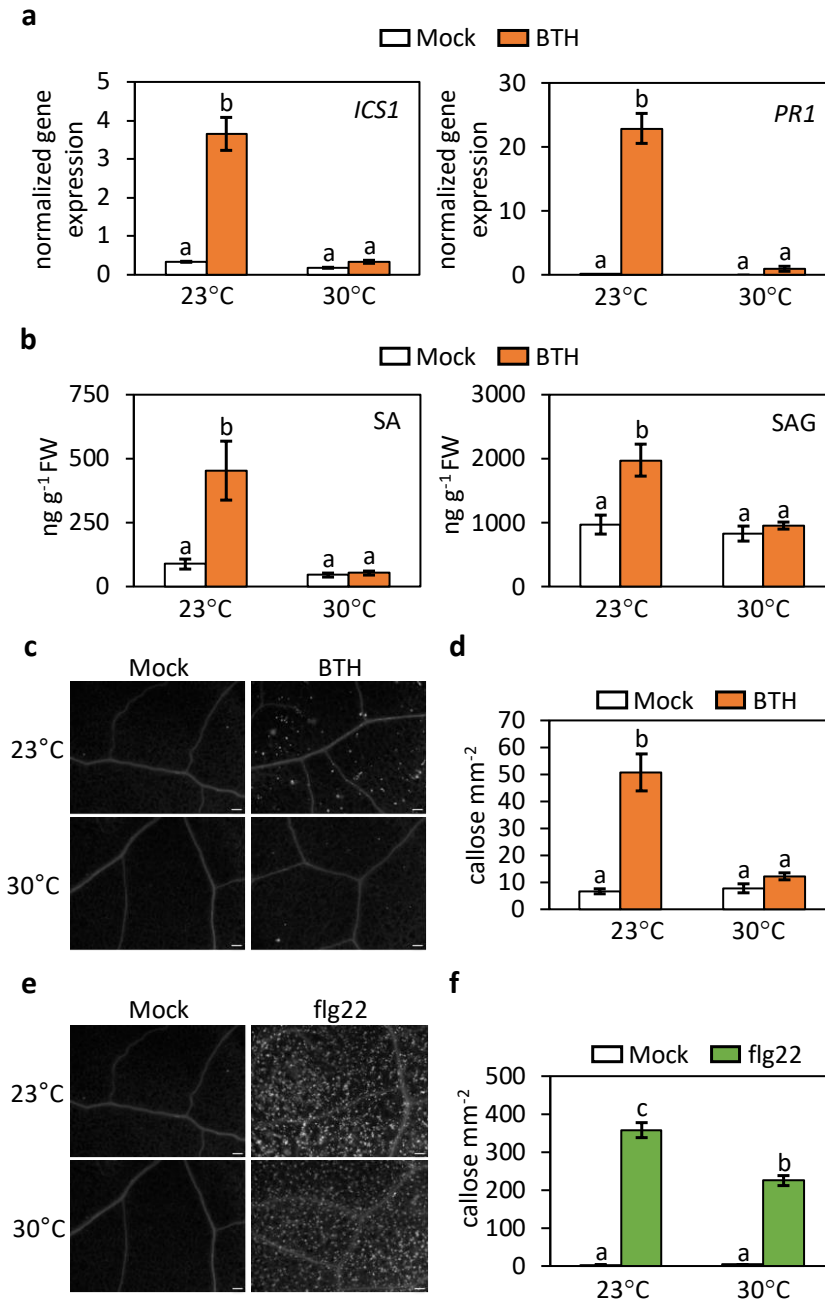 a
Mock BTH
normalized gene
expression
5
4
3
2
1
0
ICS1
a
b
a
a
23°C 30°C
normalized gene
expression
30
20
10
0
PR1
a
b
a
a
23°C 30°C
b
Mock BTH
ng g⁻¹ FW
750
500
250
0
SA
a
b
a
a
23°C 30°C
ng g⁻¹ FW
3000
2000
1000
0
SAG
a
b
a
a
23°C 30°C
c
Mock BTH
23°C
30°C
d
Mock BTH
callose mm⁻²
70
60
50
40
30
20
10
0
a
b
a
a
23°C 30°C
e
Mock flg22
23°C
30°C
f
Mock flg22
callose mm⁻²
500
400
300
200
100
0
a
c
a
b
23°C 30°C